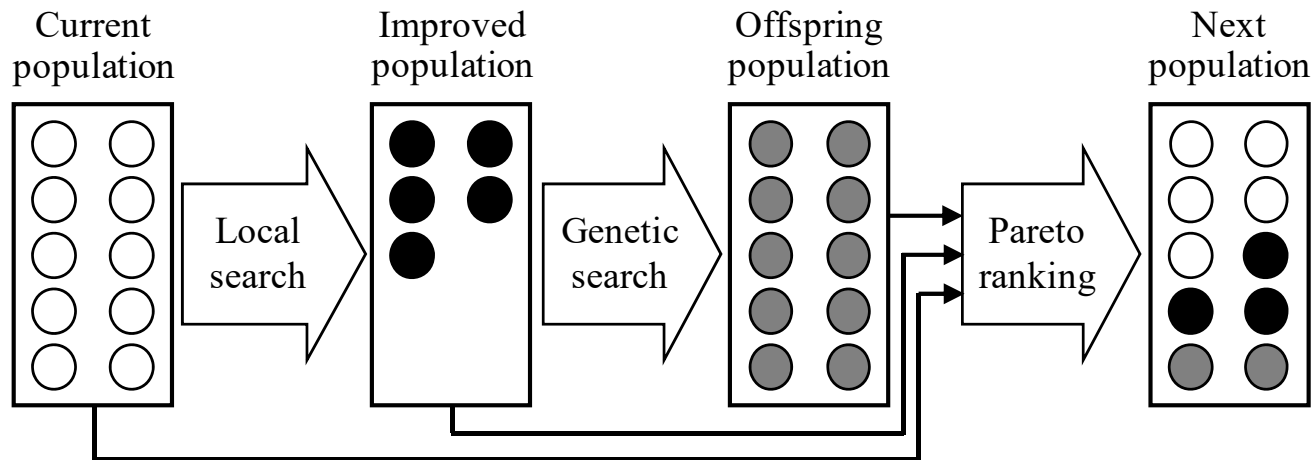 Current
population
Improved
population
Offspring
population
Next
population
Local
search
Genetic
search
Pareto
ranking